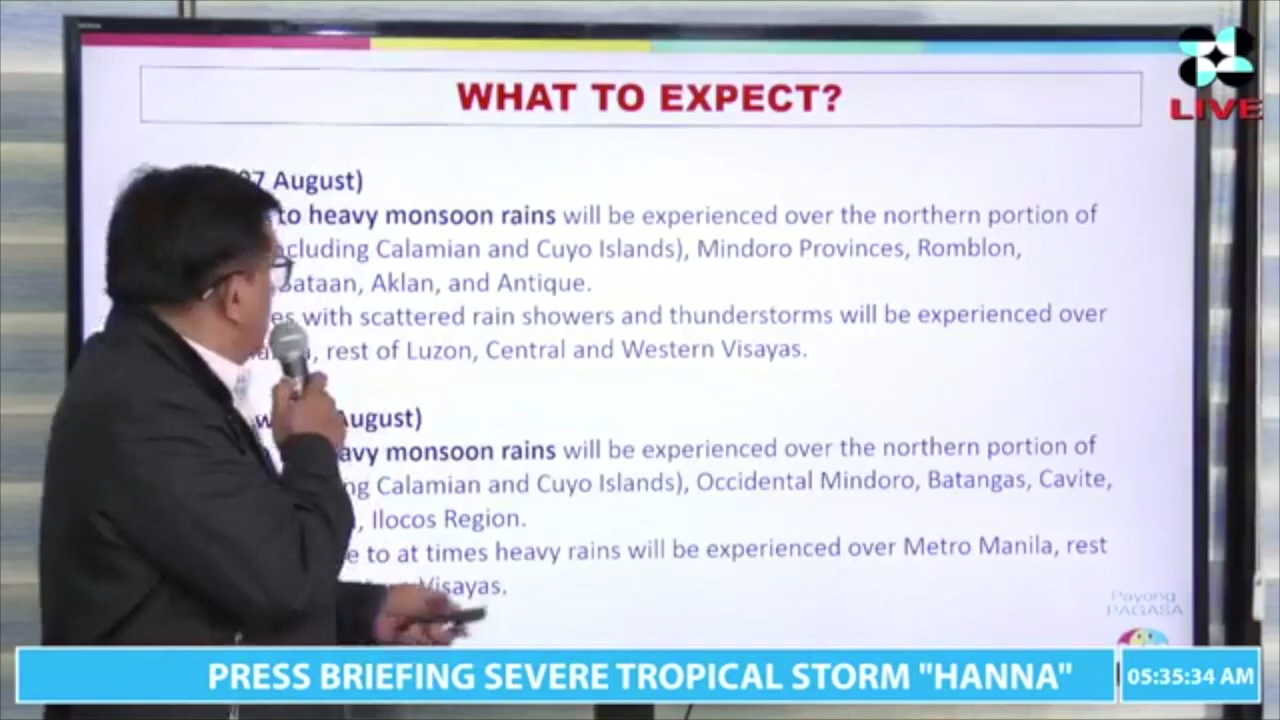 WHAT TO EXPECT?
LIVE
August)
to heavy monsoon rains will be experienced over the northern portion of
Calamian and Cuyo Islands), Mindoro Provinces, Romblon,
Bataan, Aklan, and Antique.
with scattered rain showers and thunderstorms will be experienced over
rest of Luzon, Central and Western Visayas.
August)
monsoon rains will be experienced over the northern portion of
Calamian and Cuyo Islands), Occidental Mindoro, Batangas, Cavite,
Ilocos Region.
to at times heavy rains will be experienced over Metro Manila, rest
Visayas.
Payong
PAGASA
PRESS BRIEFING SEVERE TROPICAL STORM "HANNA"
05:35:34 AM